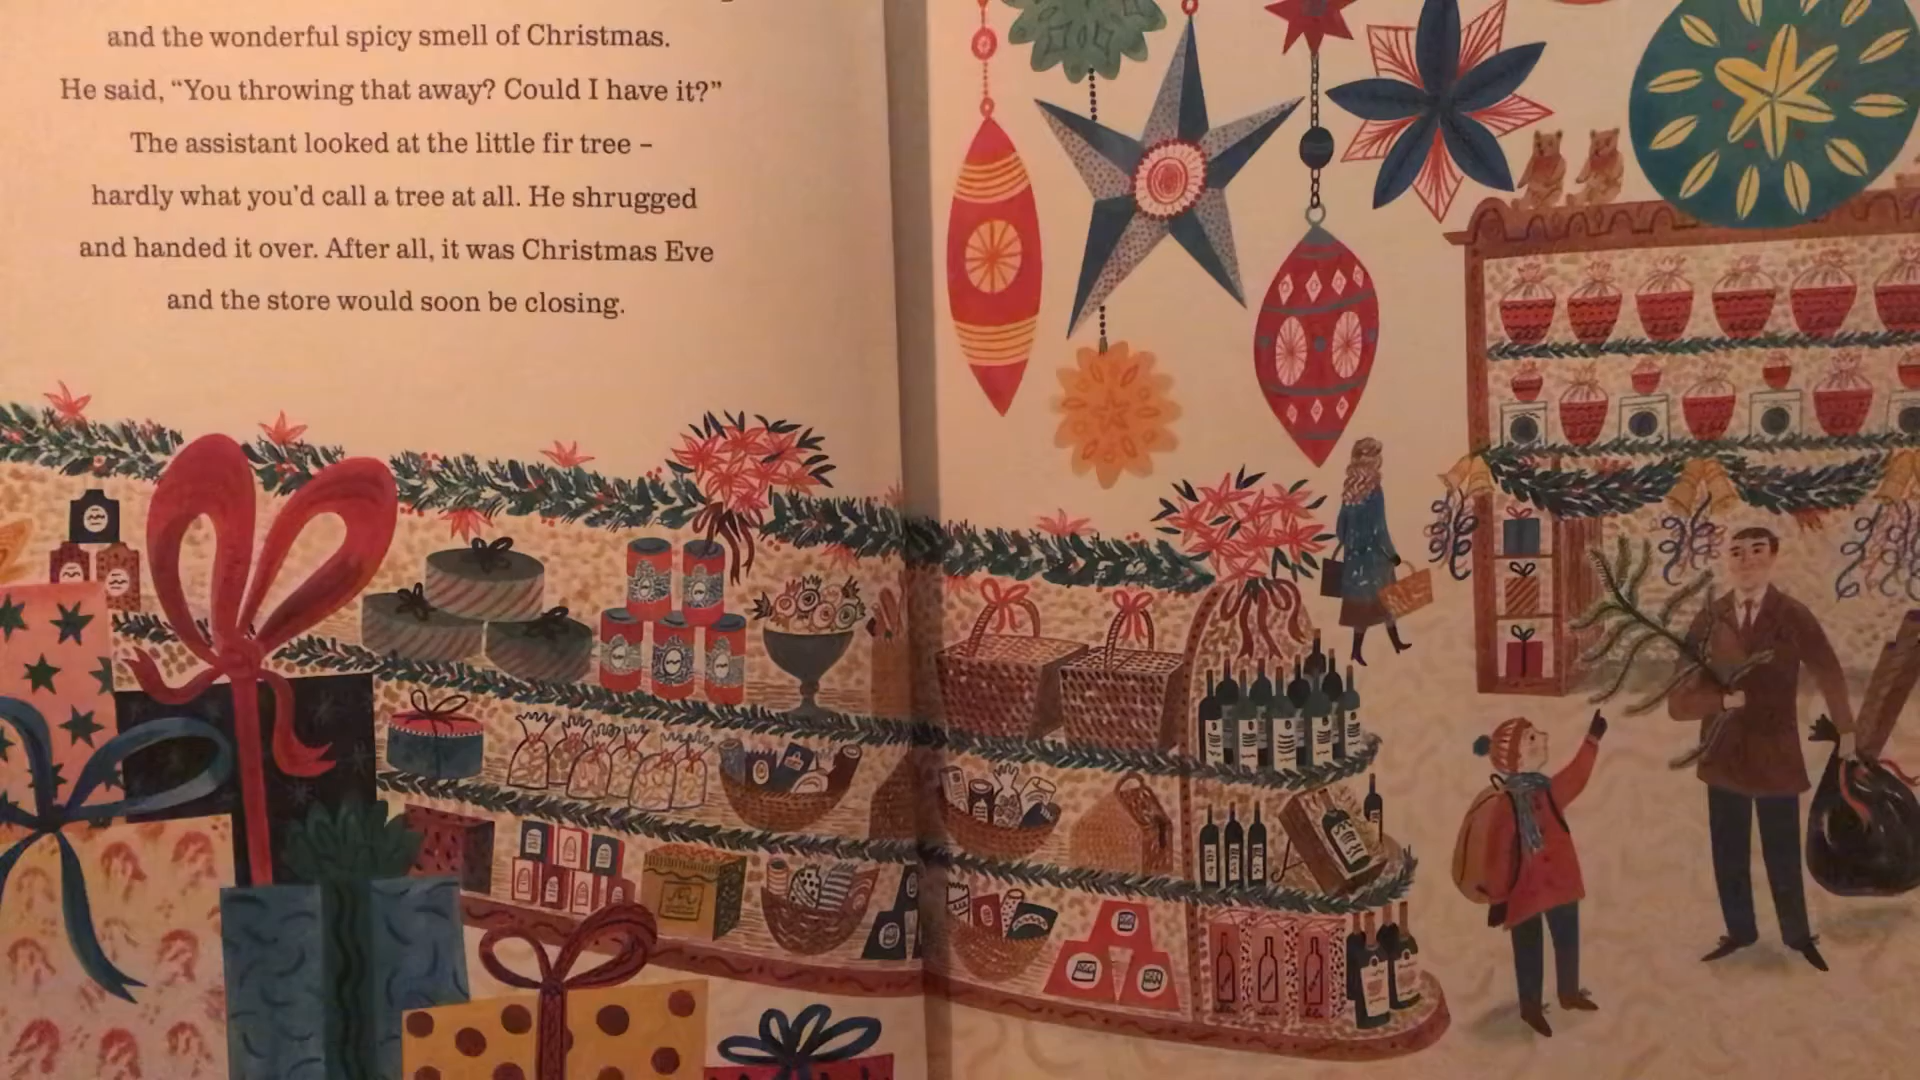 and the wonderful spicy smell of Christmas.
He said, “You throwing that away? Could I have it?”
The assistant looked at the little fir tree –
hardly what you’d call a tree at all. He shrugged
and handed it over. After all, it was Christmas Eve
and the store would soon be closing.